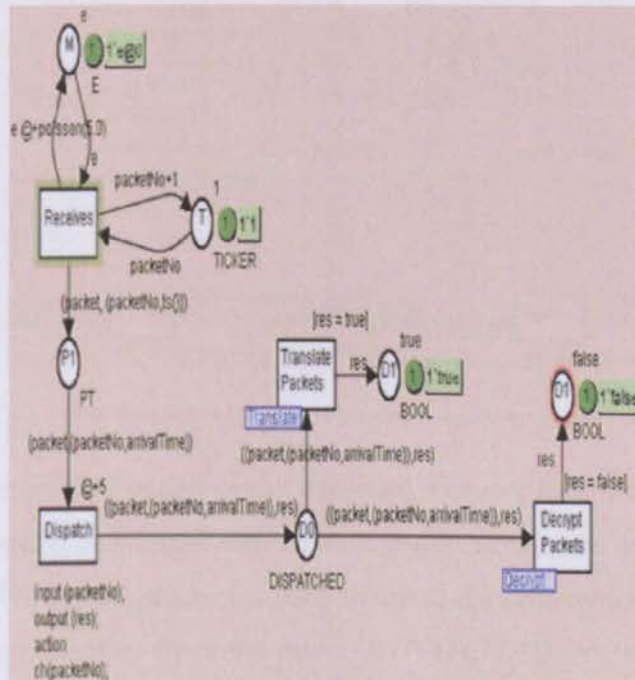 e
M
1
1`e@0
E
e @+poisson(5.0)
e
packetNo+1
1
Receives
T
1
1`1
packetNo
TICKER
(packet, (packetNo,ts()))
P1
PT
(packet,(packetNo,arrivalTime))
@+5
Dispatch
((packet,(packetNo,arrivalTime)),res)
input (packetNo);
output (res);
action
ch(packetNo);
D0
DISPATCHED
[res = true]
Translate
Packets
Translate
res
true
D1
1
1`true
BOOL
((packet,(packetNo,arrivalTime)),res)
((packet,(packetNo,arrivalTime)),res)
false
D1
1
1`false
BOOL
res
[res = false]
Decrypt
Packets
Decrypt